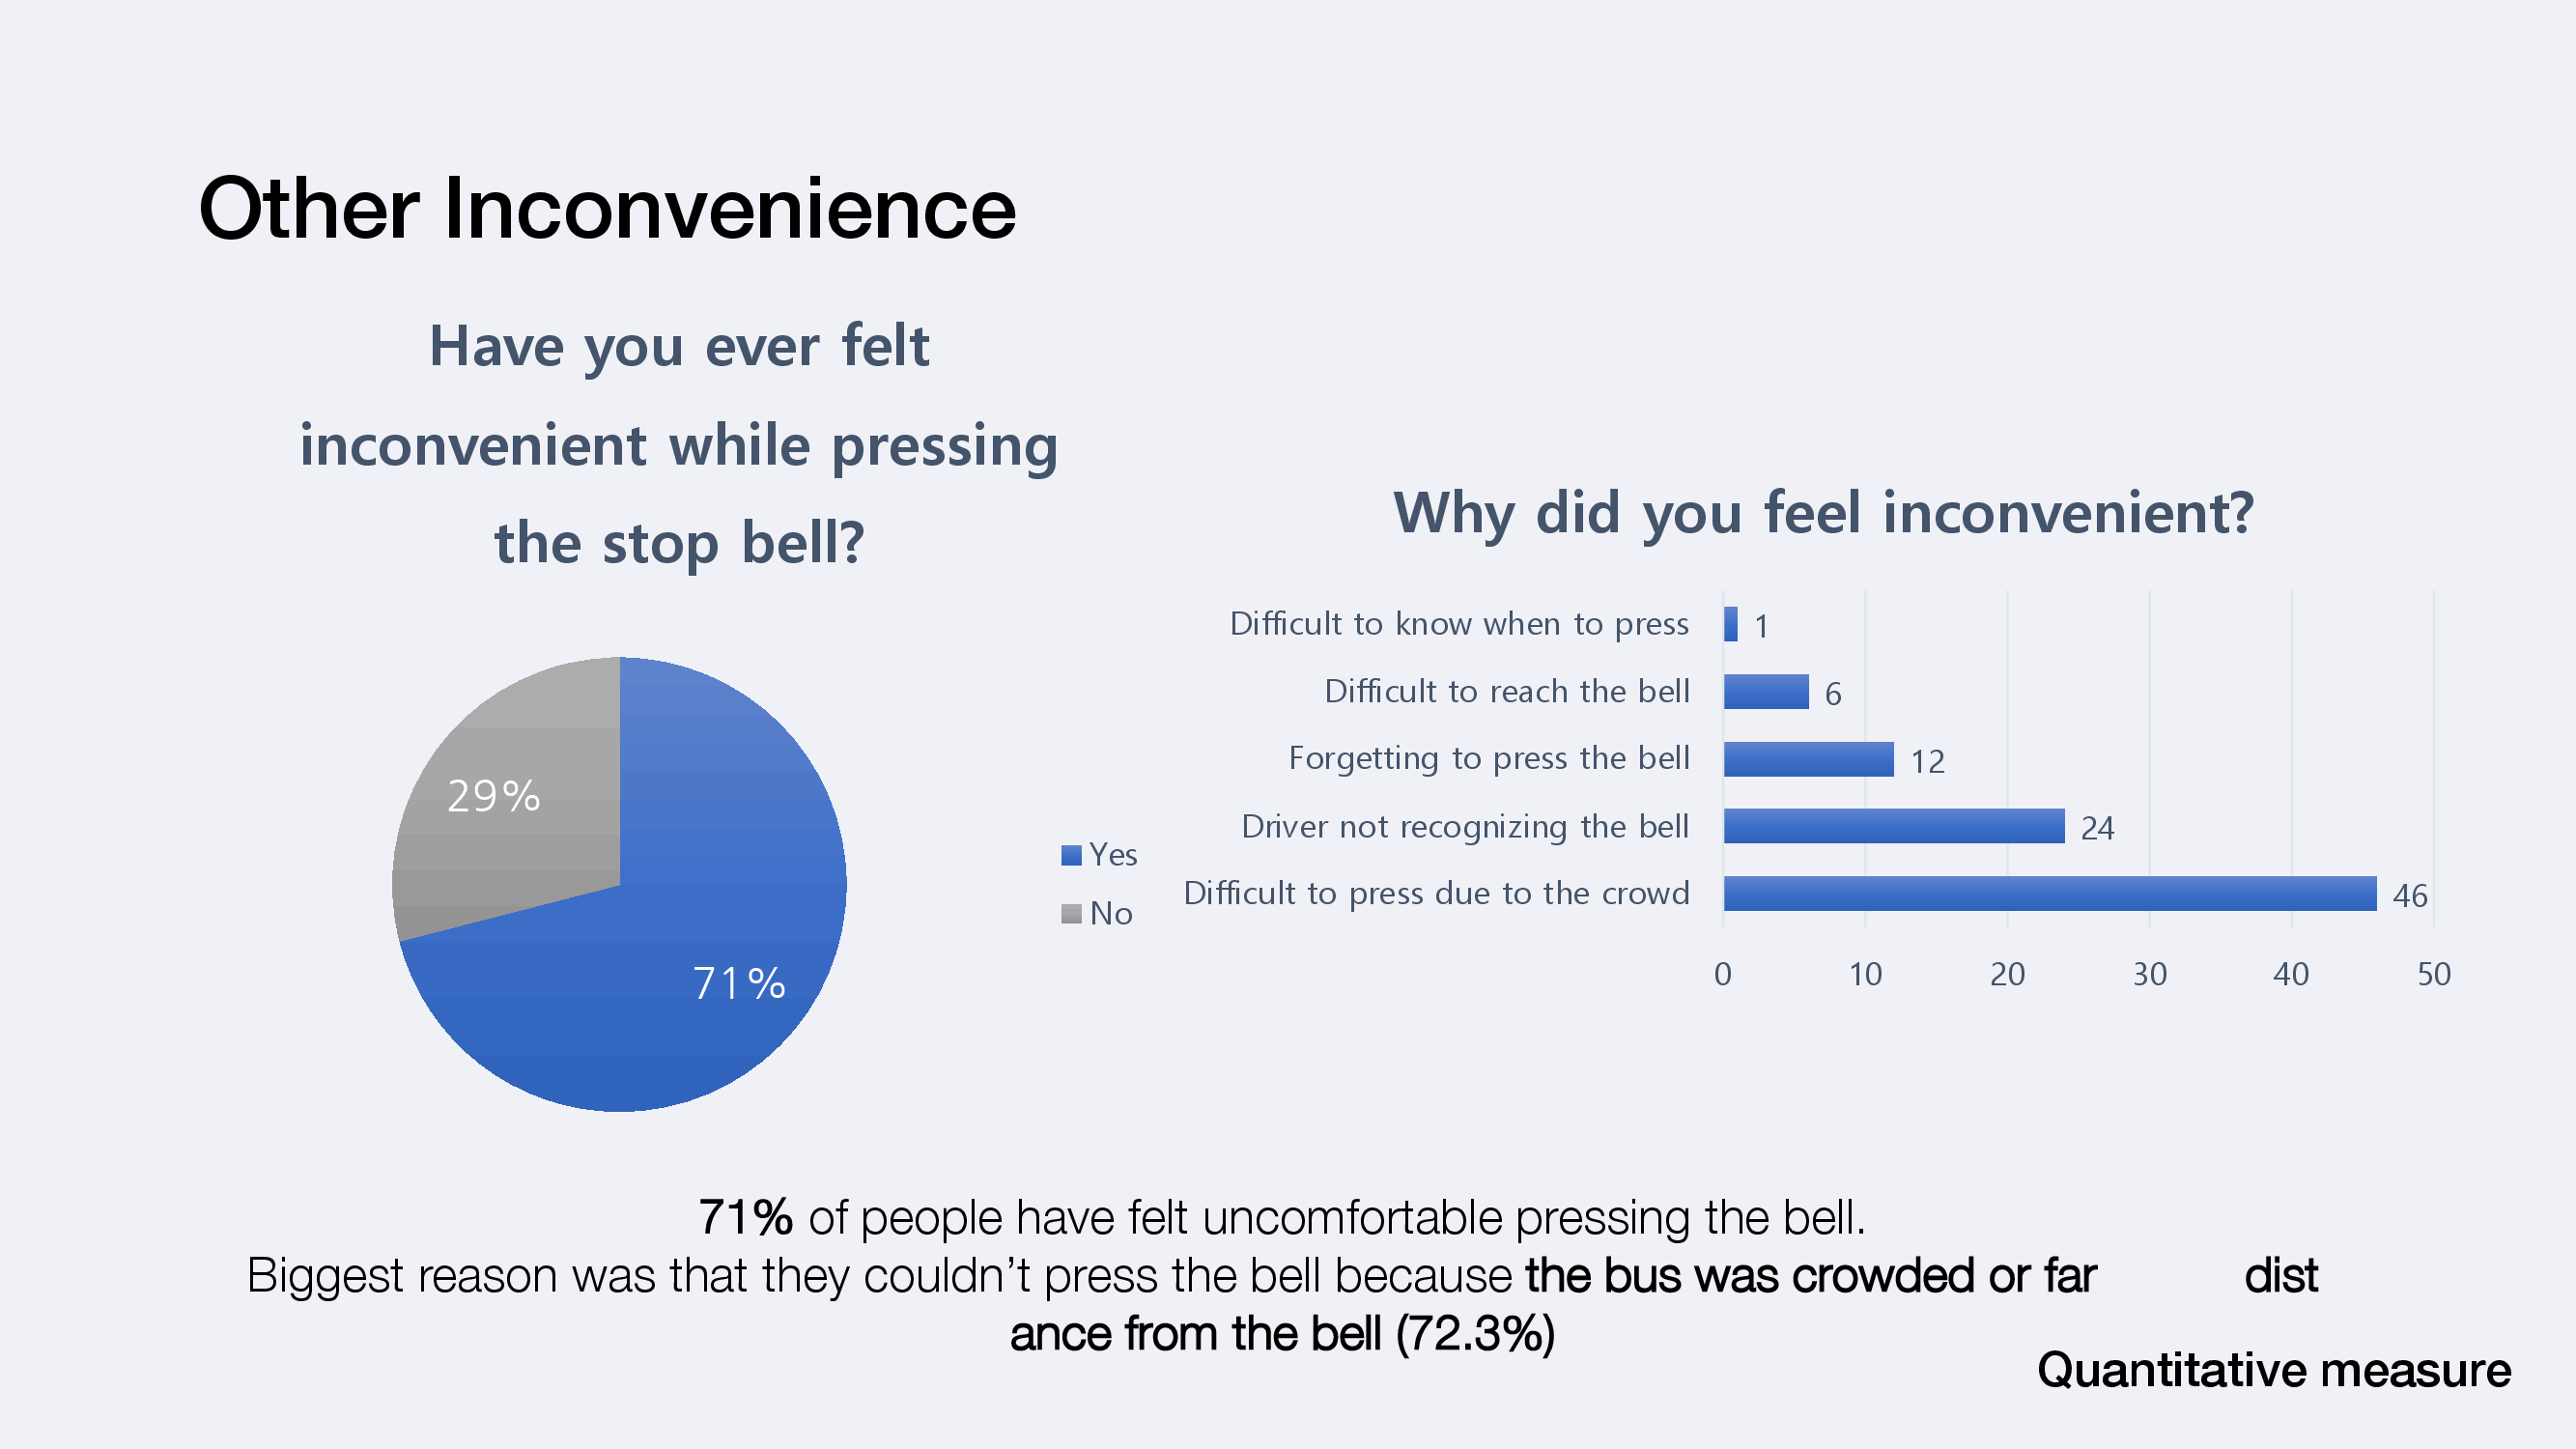 Other Inconvenience
Have you ever felt
inconvenient while pressing
the stop bell?
29%
71%
Yes
No
Why did you feel inconvenient?
Difficult to know when to press 1
Difficult to reach the bell 6
Forgetting to press the bell 12
Driver not recognizing the bell 24
Difficult to press due to the crowd 46
0 10 20 30 40 50
71% of people have felt uncomfortable pressing the bell.
Biggest reason was that they couldn’t press the bell because the bus was crowded or far dist
ance from the bell (72.3%)
Quantitative measure